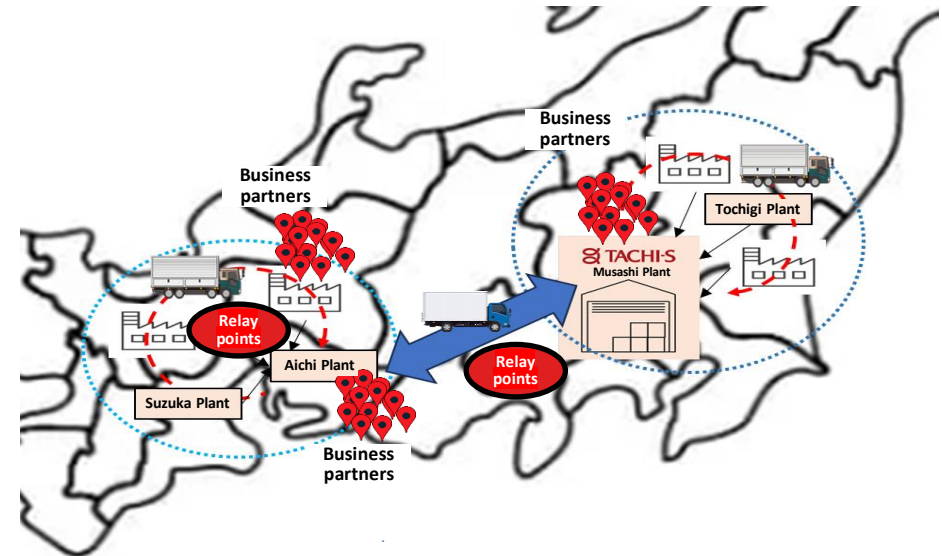 Business
partners
Business
partners
Tochigi Plant
TACHI-S
Musashi Plant
Relay
points
Aichi Plant
Relay
points
Suzuka Plant
Business
partners